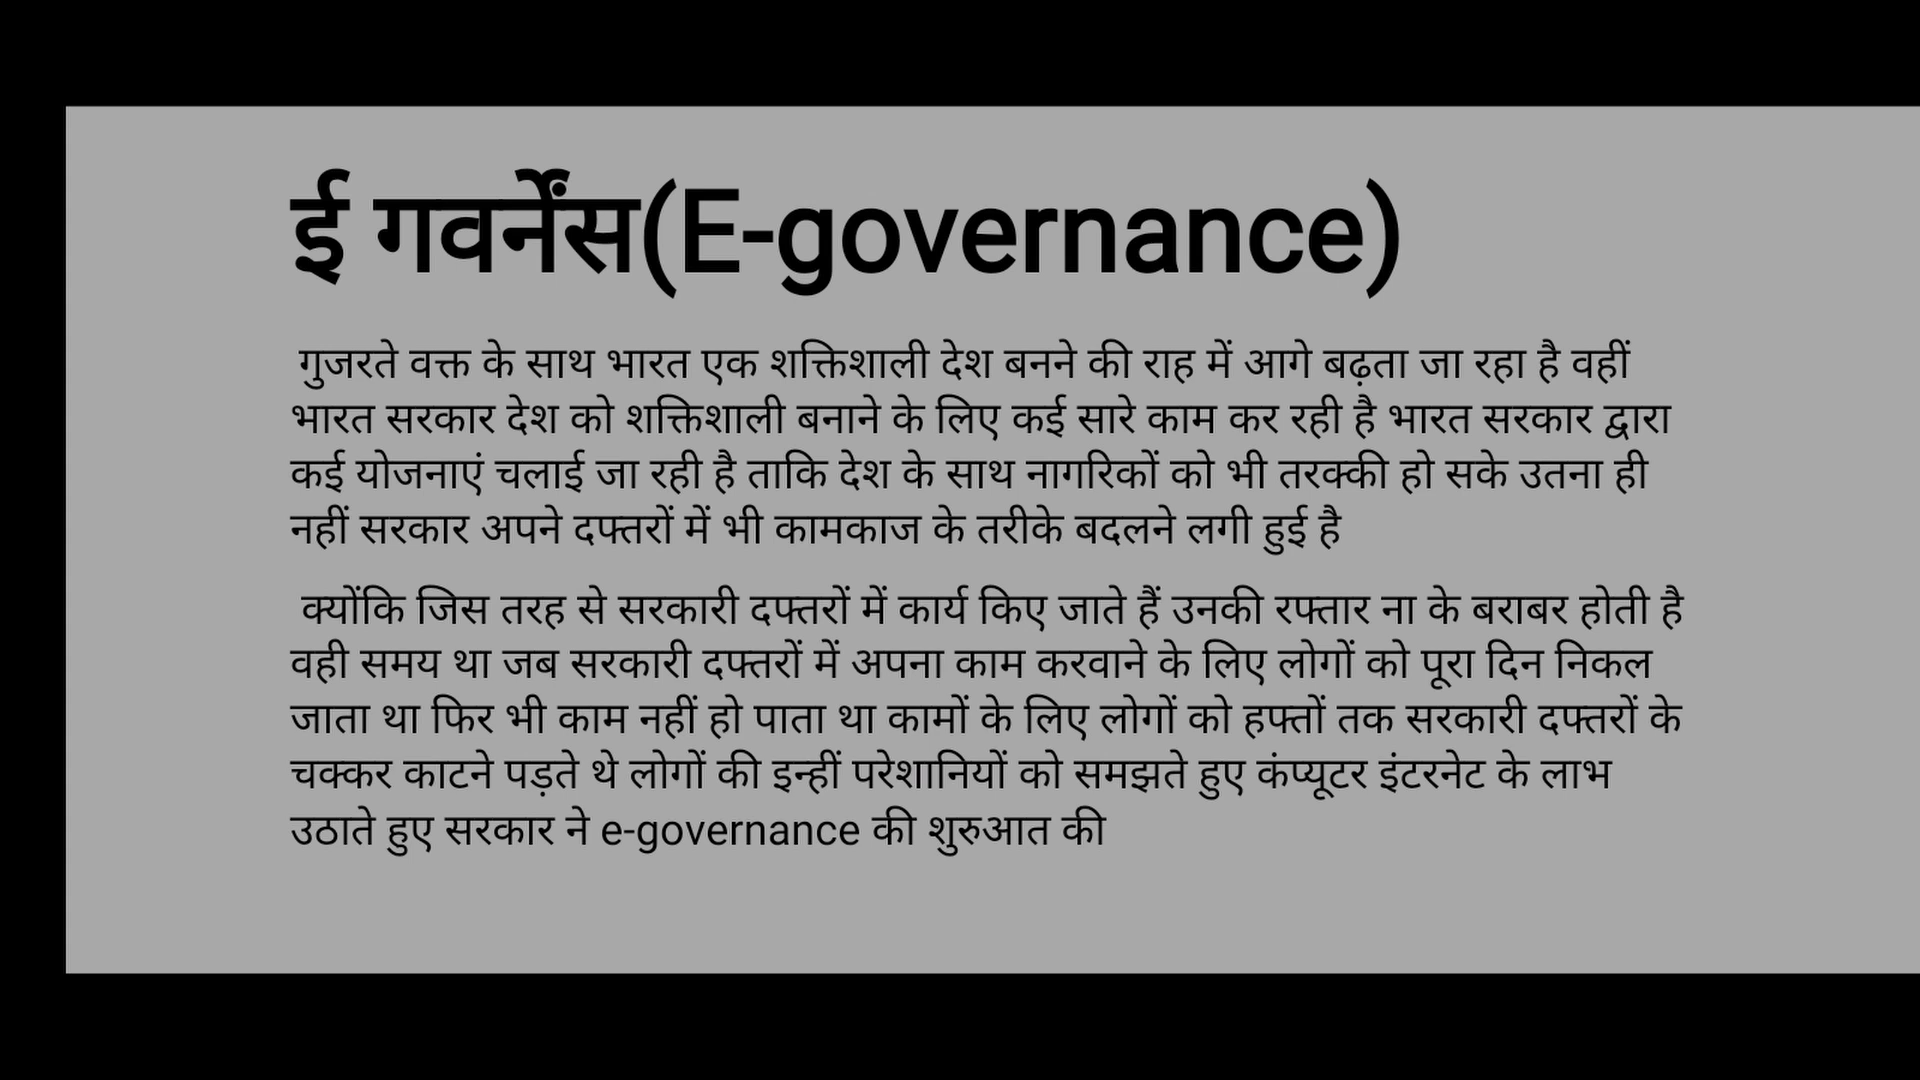 ई गवर्नेंस(E-governance)
गुजरते वक्त के साथ भारत एक शक्तिशाली देश बनने की राह में आगे बढ़ता जा रहा है वहीं
भारत सरकार देश को शक्तिशाली बनाने के लिए कई सारे काम कर रही है भारत सरकार द्वारा
कई योजनाएं चलाई जा रही है ताकि देश के साथ नागरिकों को भी तरक्की हो सके उतना ही
नहीं सरकार अपने दफ्तरों में भी कामकाज के तरीके बदलने लगी हुई है
क्योंकि जिस तरह से सरकारी दफ्तरों में कार्य किए जाते हैं उनकी रफ्तार ना के बराबर होती है
वही समय था जब सरकारी दफ्तरों में अपना काम करवाने के लिए लोगों को पूरा दिन निकल
जाता था फिर भी काम नहीं हो पाता था कामों के लिए लोगों को हफ्तों तक सरकारी दफ्तरों के
चक्कर काटने पड़ते थे लोगों की इन्हीं परेशानियों को समझते हुए कंप्यूटर इंटरनेट के लाभ
उठाते हुए सरकार ने e-governance की शुरुआत की